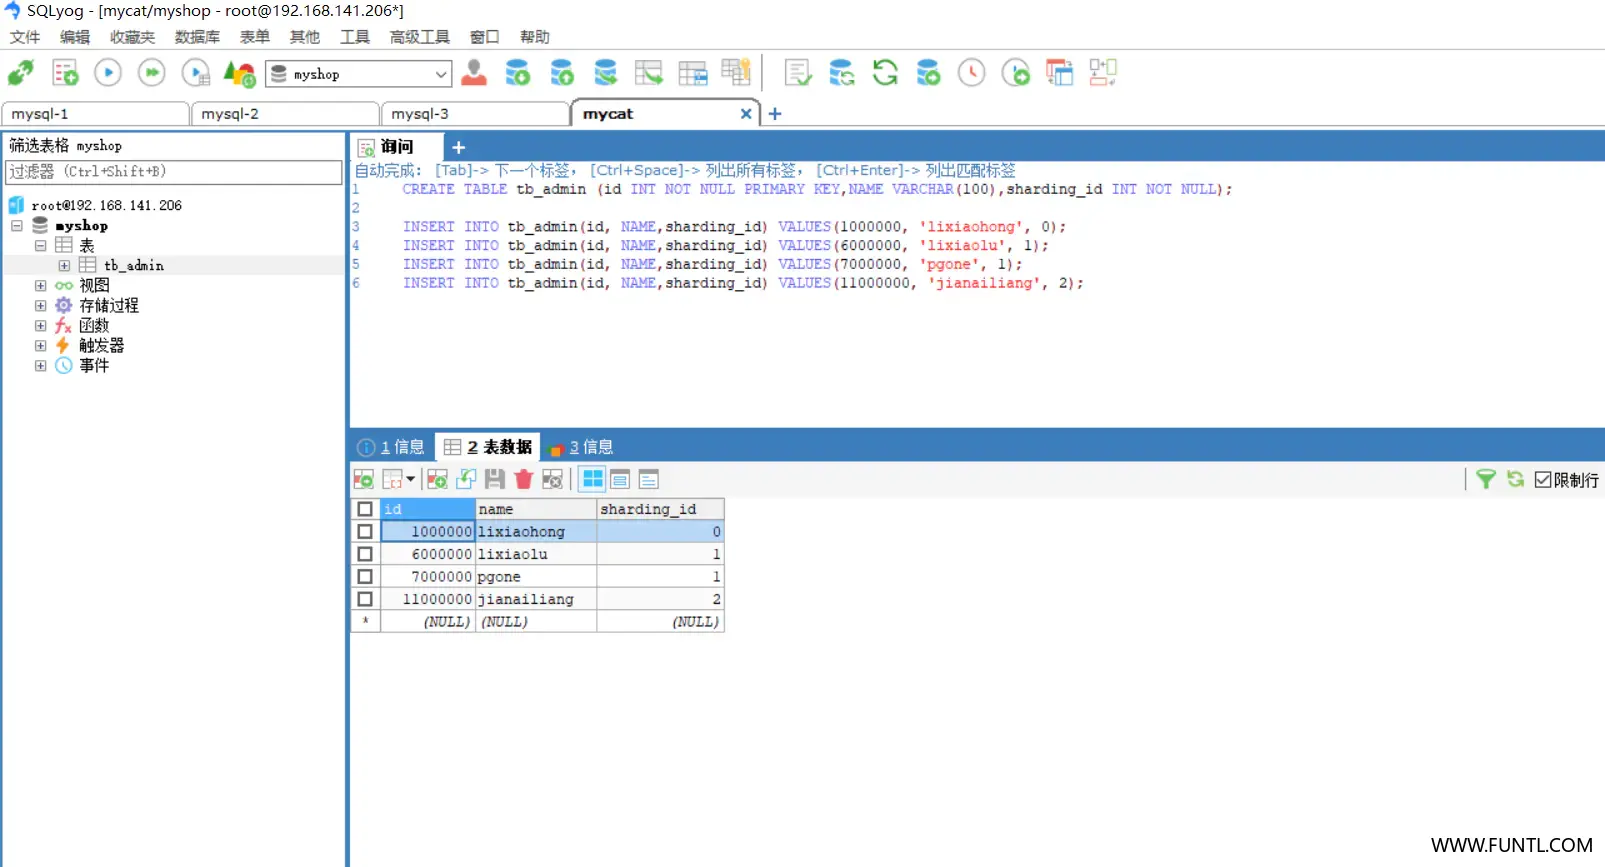 SQLyog - [mycat/myshop - root@192.168.141.206*]
文件 编辑 收藏夹 数据库 表单 其他 工具 高级工具 窗口 帮助
myshop
mysql-1 mysql-2 mysql-3 mycat
筛选表格 myshop
过滤器 (Ctrl+Shift+B)
root@192.168.141.206
myshop
表
tb_admin
视图
存储过程
函数
触发器
事件
询问
自动完成: [Tab]-> 下一个标签, [Ctrl+Space]-> 列出所有标签, [Ctrl+Enter]-> 列出匹配标签
1 CREATE TABLE tb_admin (id INT NOT NULL PRIMARY KEY,NAME VARCHAR(100),sharding_id INT NOT NULL);
2
3 INSERT INTO tb_admin(id, NAME,sharding_id) VALUES(1000000, 'lixiaohong', 0);
4 INSERT INTO tb_admin(id, NAME,sharding_id) VALUES(6000000, 'lixiaolu', 1);
5 INSERT INTO tb_admin(id, NAME,sharding_id) VALUES(7000000, 'pgone', 1);
6 INSERT INTO tb_admin(id, NAME,sharding_id) VALUES(11000000, 'jianailiang', 2);
1 信息 2 表数据 3 信息
限制行
id name sharding_id
1000000 lixiaohong 0
6000000 lixiaolu 1
7000000 pgone 1
11000000 jianailiang 2
* (NULL) (NULL) (NULL)
WWW.FUNTL.COM